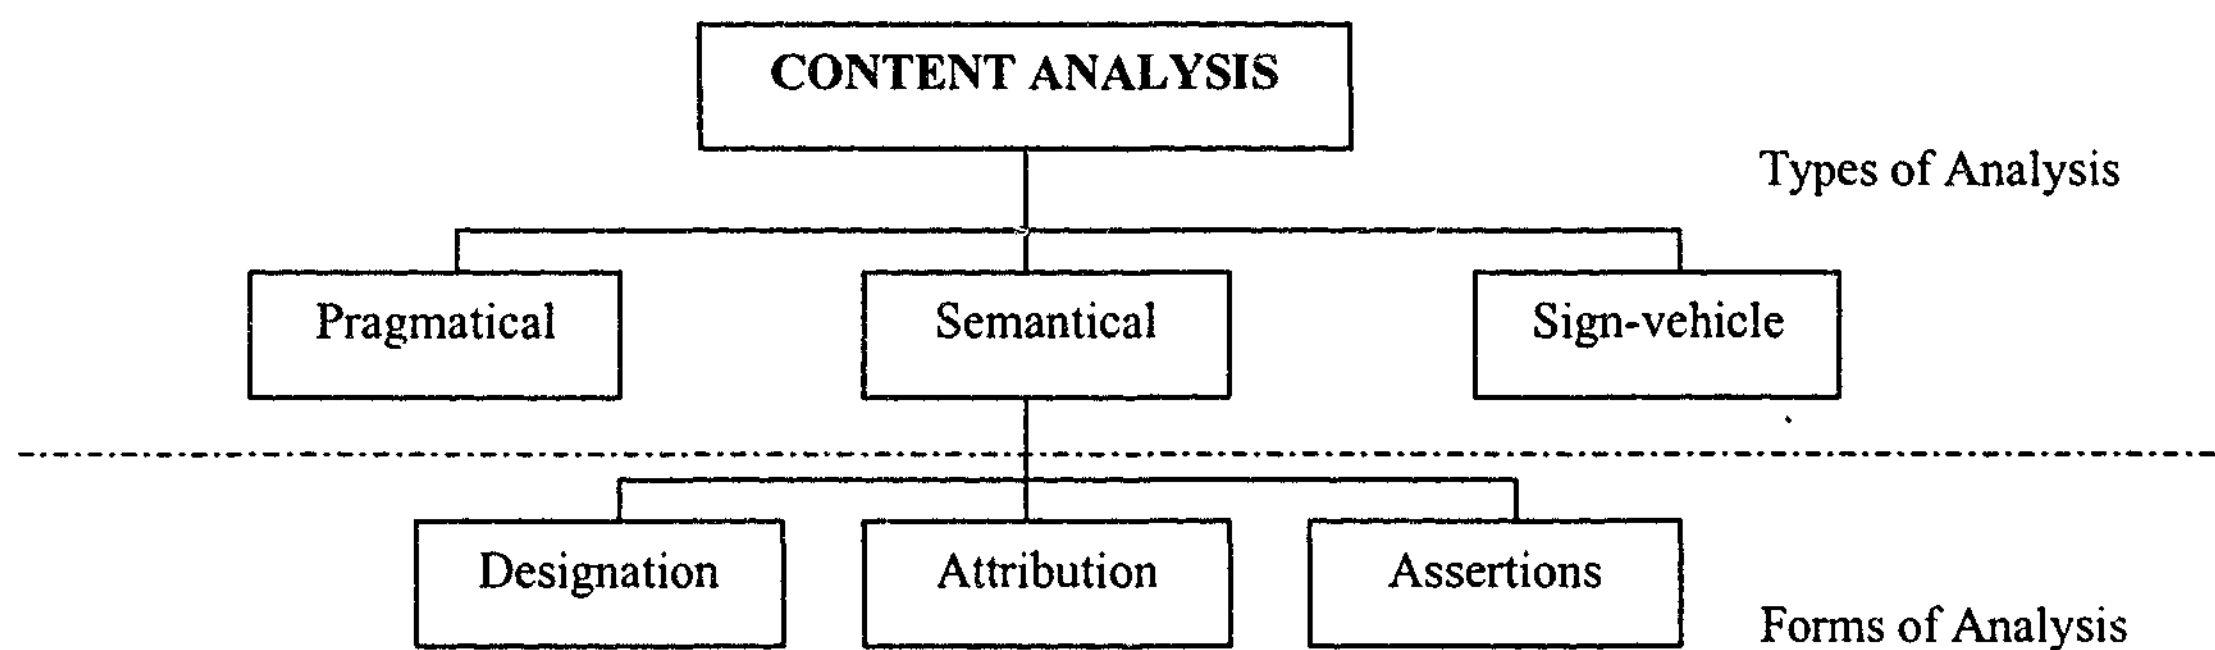 CONTENT ANALYSIS
Types of Analysis
Pragmatical
Semantical
Sign-vehicle
Designation
Attribution
Assertions
Forms of Analysis